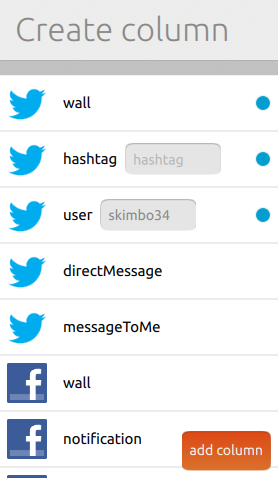 Create column
wall
hashtag hashtag
user skimbo34
directMessage
messageToMe
wall
notification
add column